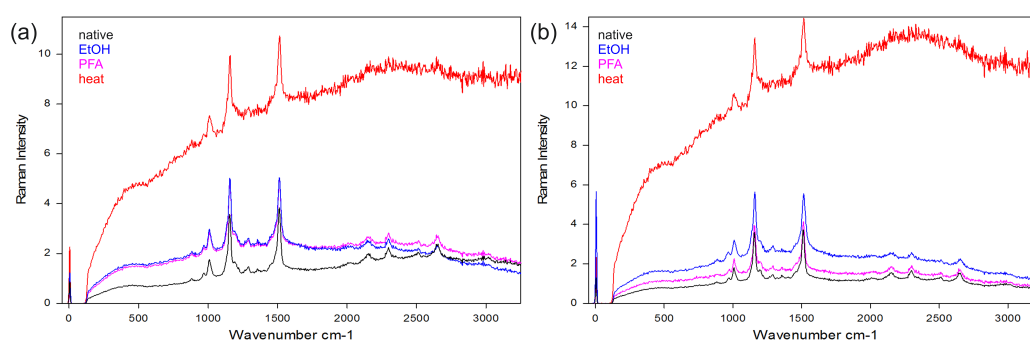 (a)
native
EtOH
PFA
heat
10
8
6
4
2
0
Raman Intensity
0 500 1000 1500 2000 2500 3000
Wavenumber cm-1
(b)
native
EtOH
PFA
heat
14
12
10
8
6
4
2
0
Raman Intensity
0 500 1000 1500 2000 2500 3000
Wavenumber cm-1